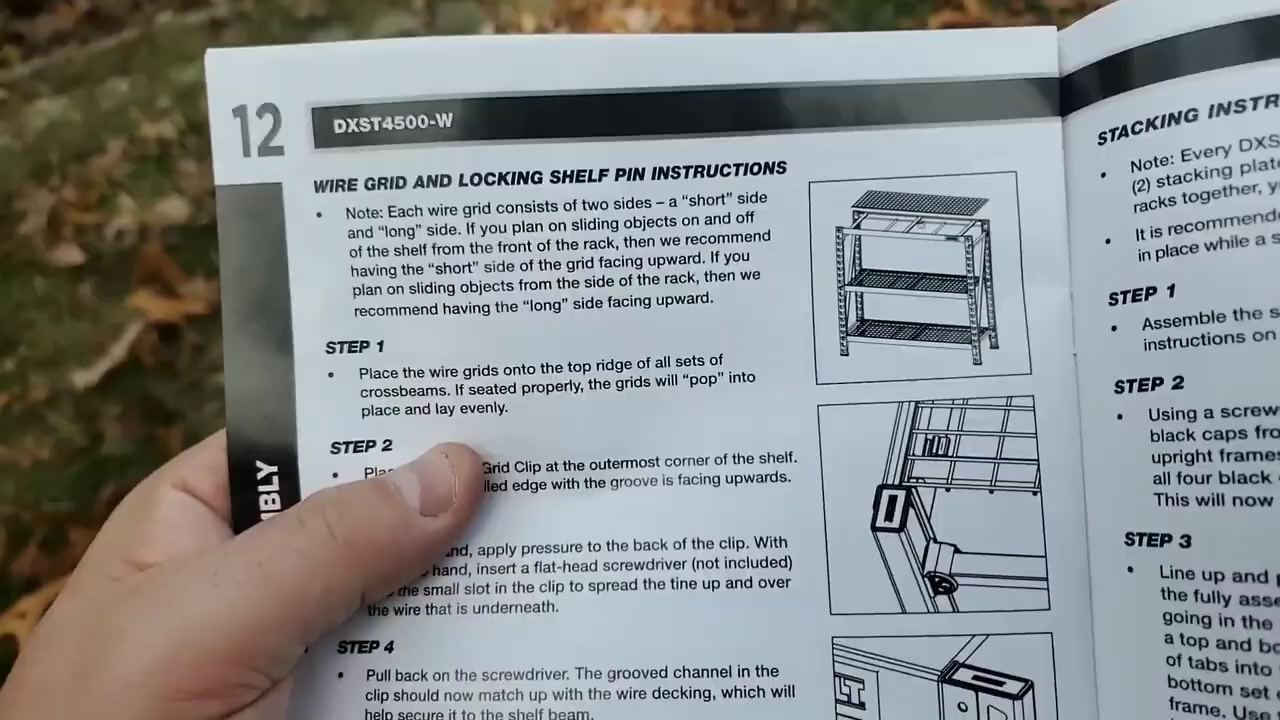 12
DXST4500-W
WIRE GRID AND LOCKING SHELF PIN INSTRUCTIONS
• Note: Each wire grid consists of two sides – a “short” side
and “long” side. If you plan on sliding objects on and off
of the shelf from the front of the rack, then we recommend
having the “short” side of the grid facing upward. If you
plan on sliding objects from the side of the rack, then we
recommend having the “long” side facing upward.
STEP 1
• Place the wire grids onto the top ridge of all sets of
crossbeams. If seated properly, the grids will “pop” into
place and lay evenly.
STEP 2
• Grid Clip at the outermost corner of the shelf.
edge with the groove is facing upwards.
apply pressure to the back of the clip. With
hand, insert a flat-head screwdriver (not included)
the small slot in the clip to spread the tine up and over
the wire that is underneath.
STEP 4
• Pull back on the screwdriver. The grooved channel in the
clip should now match up with the wire decking, which will
help secure it to the shelf beam.
STACKING
• Note: Every
(2) stacking
racks together,
• It is
in place while a
STEP 1
• Assemble the
instructions on
STEP 2
• Using a
black caps
upright
all four black
This will now
STEP 3
• Line up and
the fully
going in the
a top and
of tabs into
bottom set
frame. Use